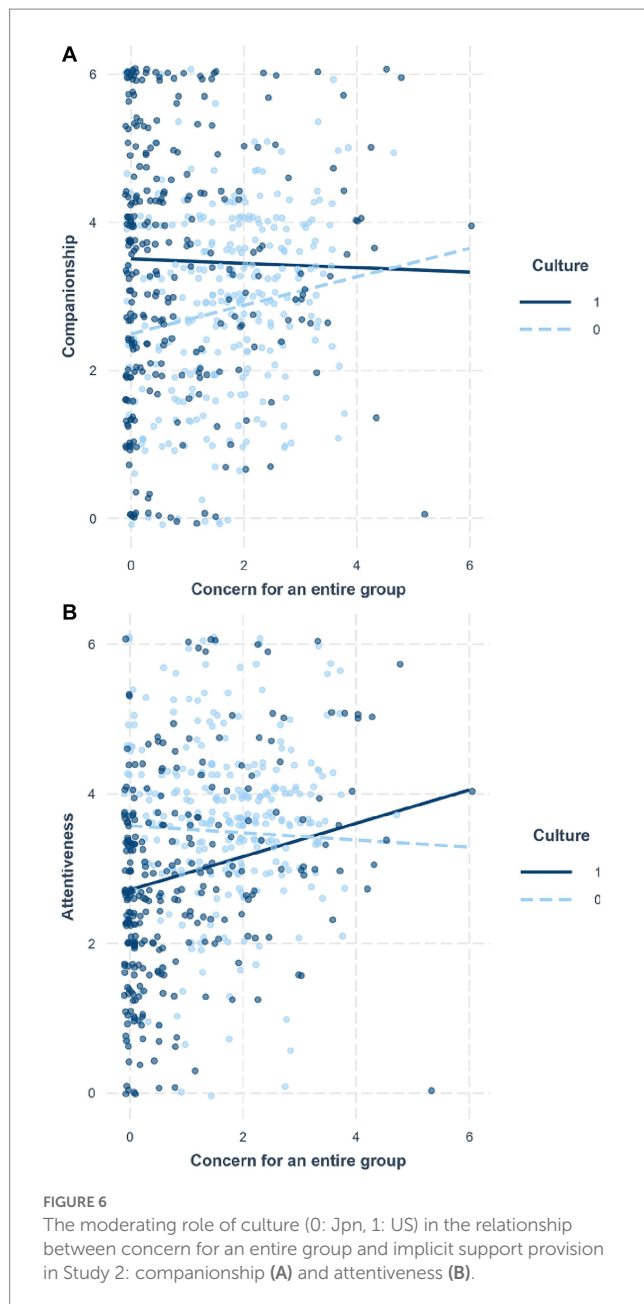 A
6
4
2
0
Companionship
0 2 4 6
Concern for an entire group
Culture
1
0
B
6
4
2
0
Attentiveness
0 2 4 6
Concern for an entire group
Culture
1
0
FIGURE 6
The moderating role of culture (0: Jpn, 1: US) in the relationship
between concern for an entire group and implicit support provision
in Study 2: companionship (A) and attentiveness (B).